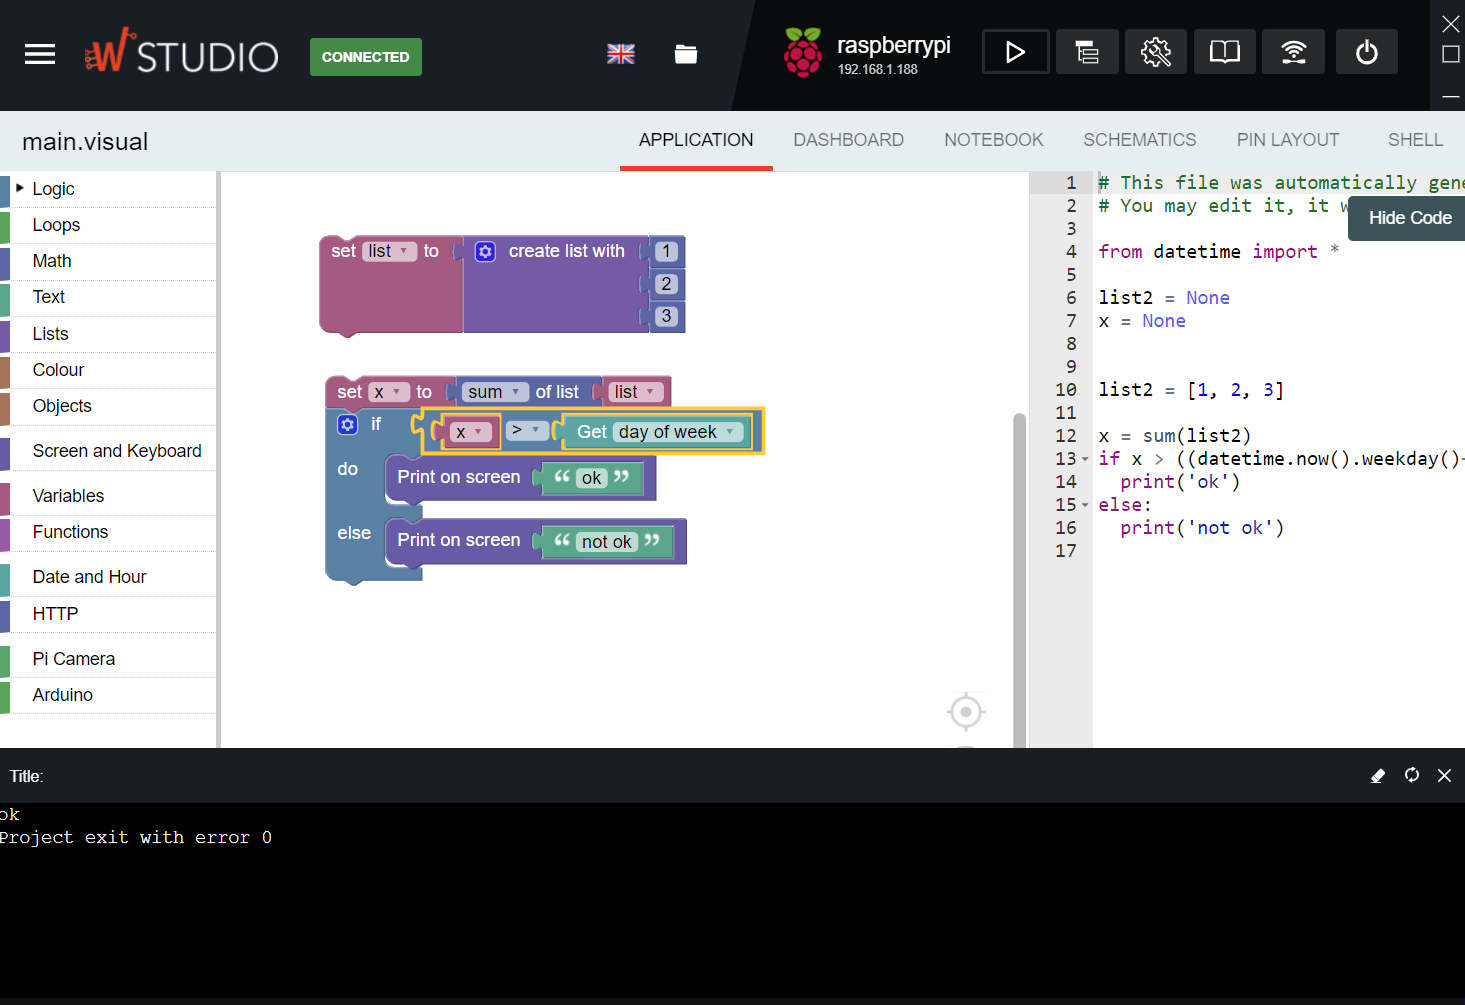 W STUDIO
CONNECTED
raspberrypi
192.168.1.188
main.visual
APPLICATION
DASHBOARD
NOTEBOOK
SCHEMATICS
PIN LAYOUT
SHELL
Logic
Loops
Math
Text
Lists
Colour
Objects
Screen and Keyboard
Variables
Functions
Date and Hour
HTTP
Pi Camera
Arduino
set list to create list with 1
2
3
set x to sum of list list
if x > Get day of week
do Print on screen “ ok ”
else Print on screen “ not ok ”
1 # This file was automatically gene
2 # You may edit it, it w
Hide Code
3
4 from datetime import *
5
6 list2 = None
7 x = None
8
9
10 list2 = [1, 2, 3]
11
12 x = sum(list2)
13 if x > ((datetime.now().weekday()
14 print('ok')
15 else:
16 print('not ok')
17
Title:
ok
Project exit with error 0